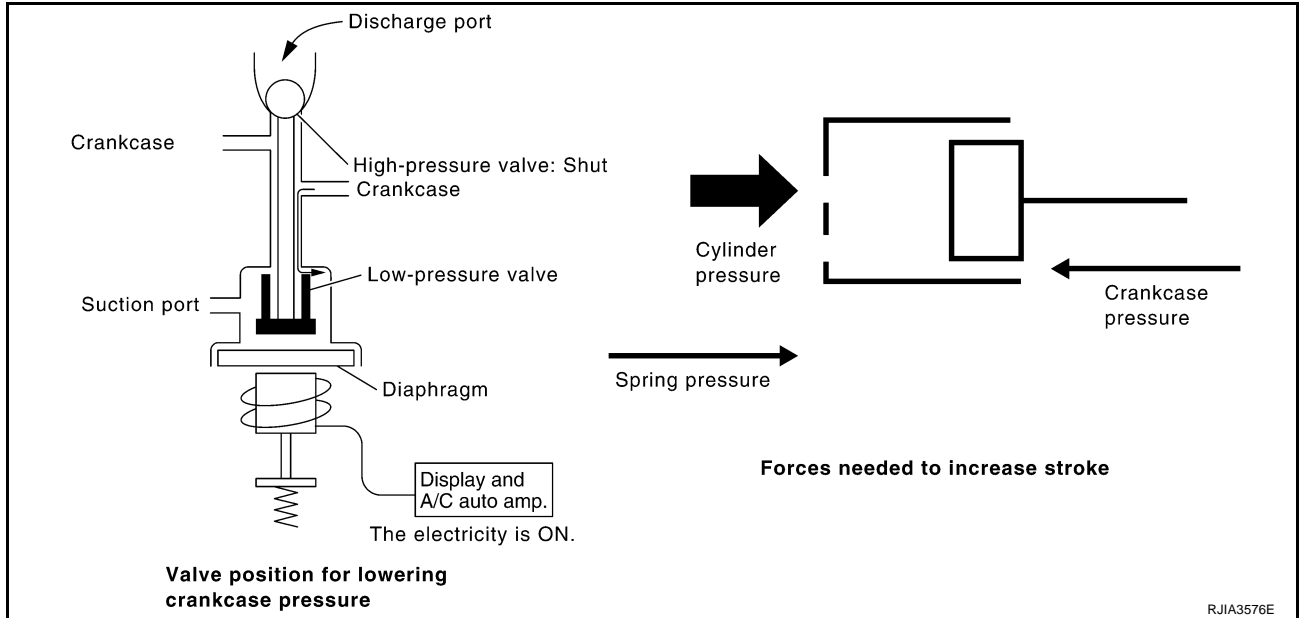 Discharge port
Crankcase
High-pressure valve: Shut
Crankcase
Low-pressure valve
Suction port
Diaphragm
Display and
A/C auto amp.
The electricity is ON.
Valve position for lowering
crankcase pressure
Cylinder
pressure
Crankcase
pressure
Spring pressure
Forces needed to increase stroke
RJIA3576E